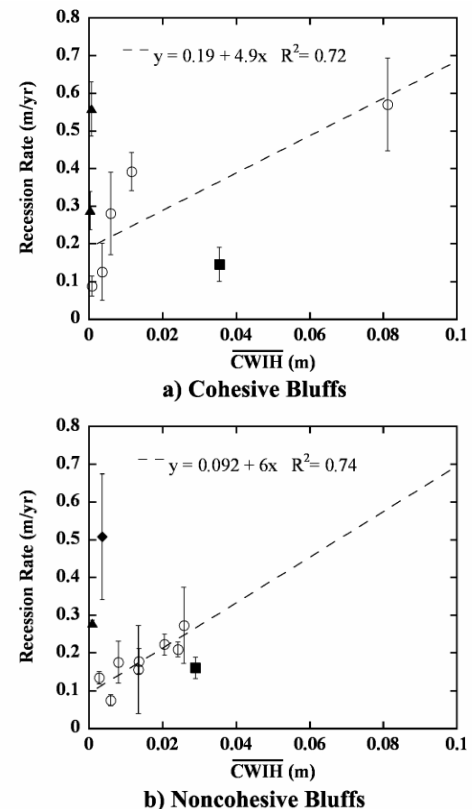 0.8
0.7
0.6
0.5
0.4
0.3
0.2
0.1
0
Recession Rate (m/yr)
y = 0.19 + 4.9x R²= 0.72
0 0.02 0.04 0.06 0.08 0.1
CWIH (m)
a) Cohesive Bluffs
0.8
0.7
0.6
0.5
0.4
0.3
0.2
0.1
0
Recession Rate (m/yr)
y = 0.092 + 6x R²= 0.74
0 0.02 0.04 0.06 0.08 0.1
CWIH (m)
b) Noncohesive Bluffs